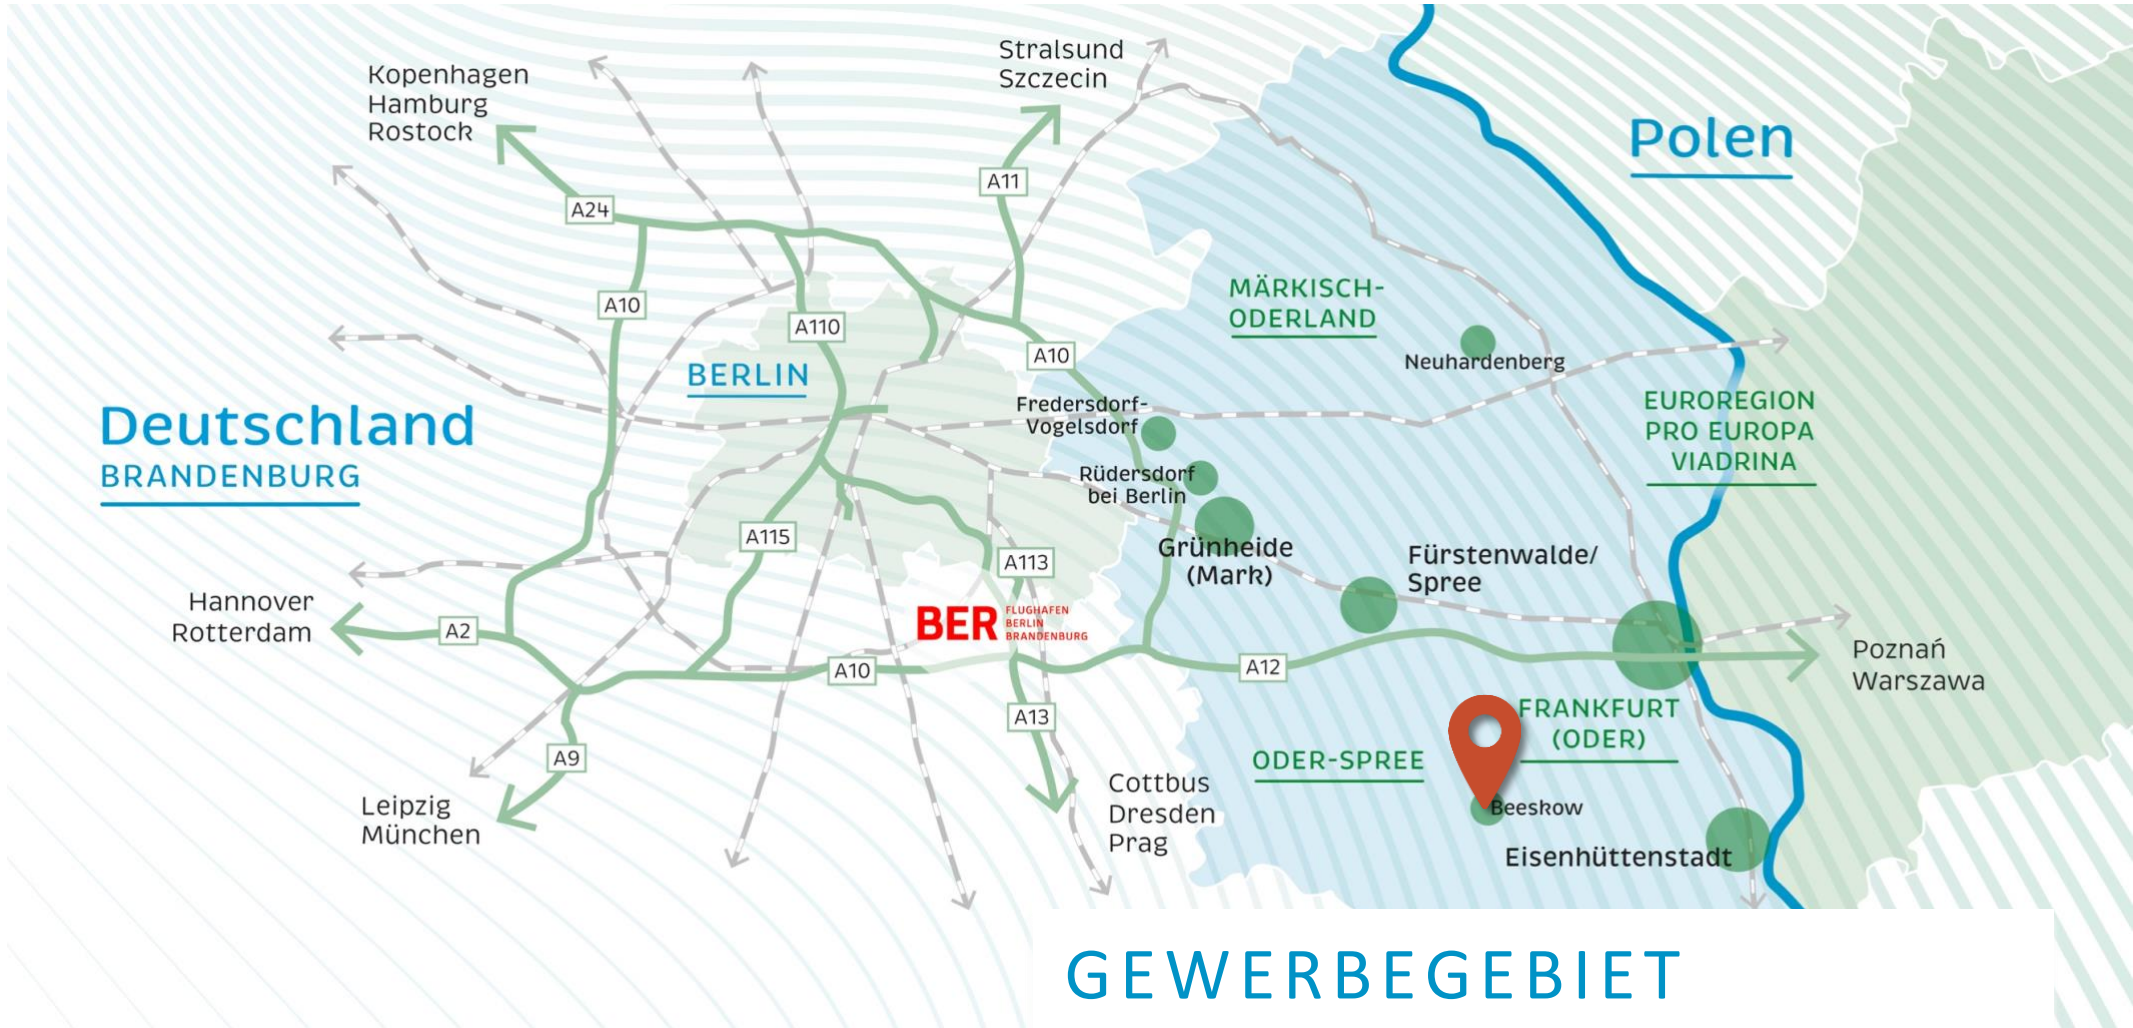 Stralsund
Szczecin
Kopenhagen
Hamburg
Rostock
Polen
A11
A24
MÄRKISCH-
ODERLAND
A10
A110
A10
Neuhardenberg
BERLIN
Fredersdorf-
Vogelsdorf
EUROREGION
PRO EUROPA
VIADRINA
Deutschland
BRANDENBURG
Rüdersdorf
bei Berlin
A115
Grünheide
(Mark)
A113
Fürstenwalde/
Spree
Hannover
Rotterdam
A2
BER
FLUGHAFEN
BERLIN
BRANDENBURG
A10
A12
Poznań
Warszawa
A13
FRANKFURT
(ODER)
A9
ODER-SPREE
Leipzig
München
Cottbus
Dresden
Prag
Beeskow
Eisenhüttenstadt
GEWERBEGEBIET